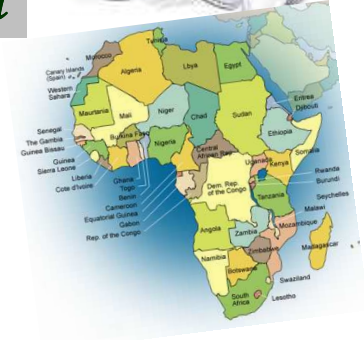 Tunisia
Morocco
Canary Islands
(Spain)
Algeria
Lbya
Egypt
Western
Sahara
Mauritania
Mali
Niger
Chad
Sudan
Eritrea
Djibouti
Senegal
The Gambia
Guinea Bissau
Burkina Faso
Nigeria
Ethiopia
Guinea
Sierra Leone
Central
African Rep
Somalia
Liberia
Cote d'Ivoire
Ghana
Togo
Benin
Cameroon
Equatorial Guinea
Gabon
Rep. of the Congo
Uganda
Kenya
Dem. Rep.
of the Congo
Rwanda
Burundi
Tanzania
Seychelles
Malawi
Angola
Zambia
Mozambique
Zimbabwe
Madagascar
Namibia
Botswana
Swaziland
South
Africa
Lesotho